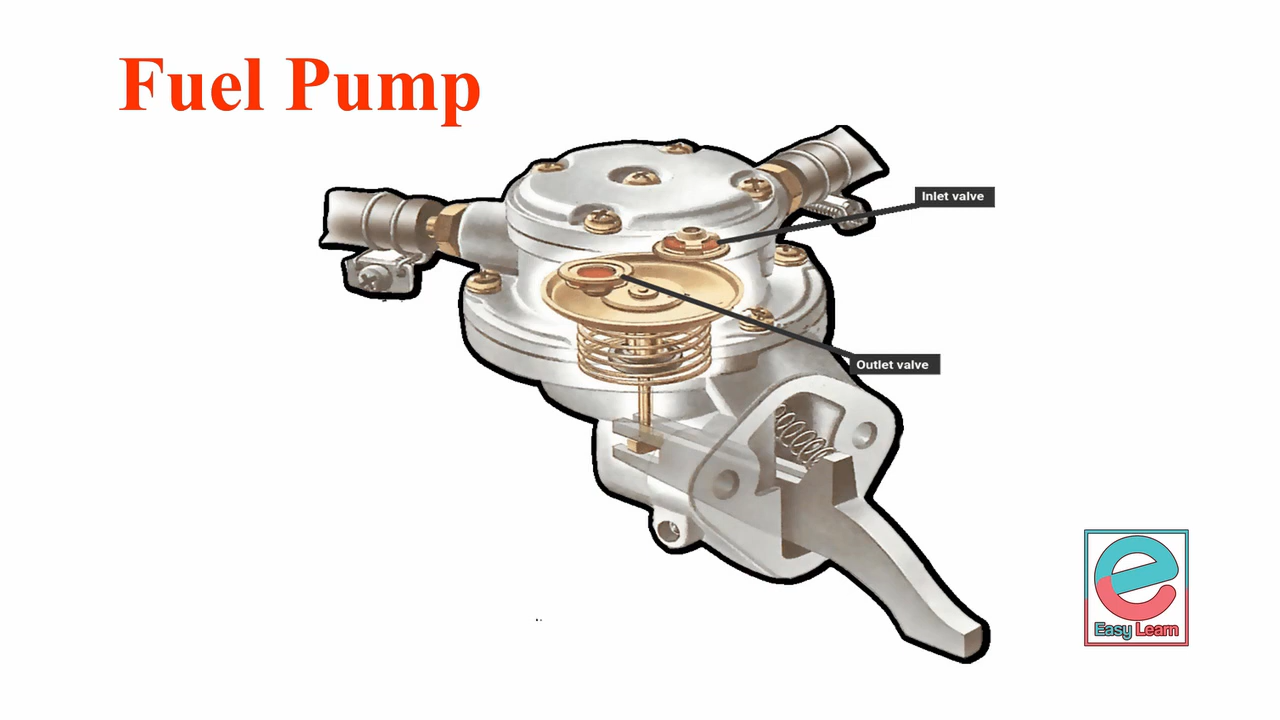 Fuel Pump
Inlet valve
Outlet valve
e
Easy Learn